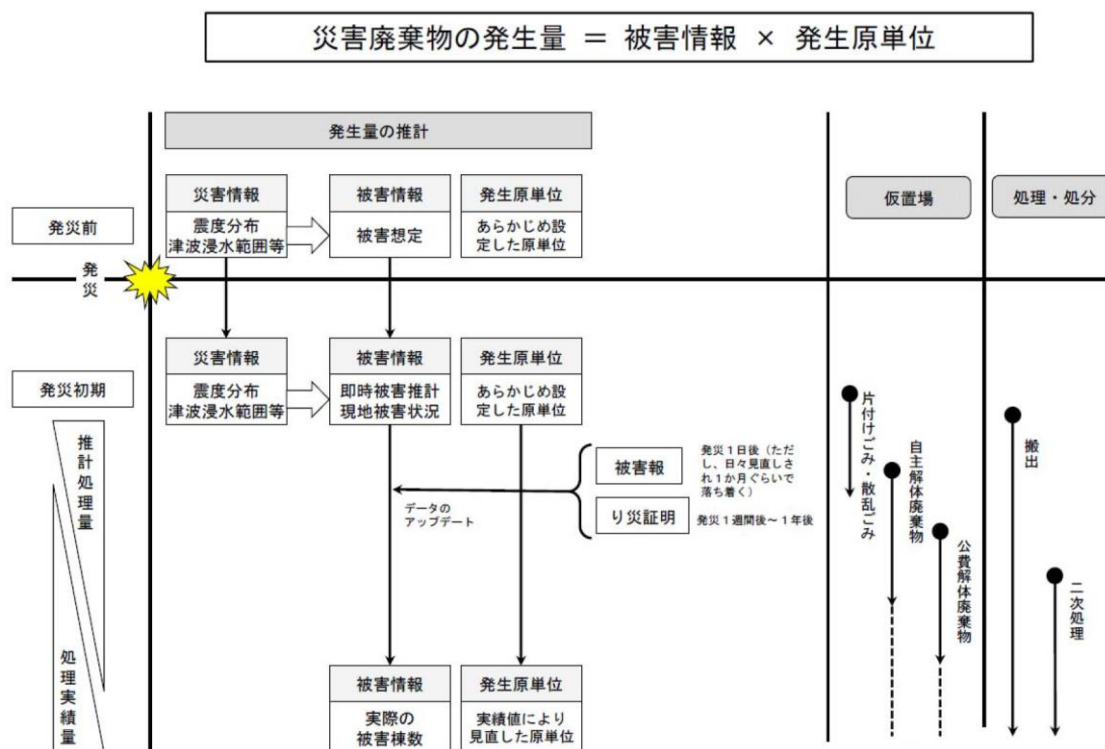 災害廃棄物の発生量 ＝ 被害情報 × 発生原単位
発生量の推計
仮置場
処理・処分
発災前
災害情報
震度分布
津波浸水範囲等
被害情報
被害想定
発生原単位
あらかじめ設
定した原単位
発災
発災初期
災害情報
震度分布
津波浸水範囲等
被害情報
即時被害推計
現地被害状況
発生原単位
あらかじめ設
定した原単位
推計処理量
処理実績量
データの
アップデート
被害報
発災１日後（ただ
し、日々見直しさ
れ１か月ぐらいで
落ち着く）
り災証明
発災１週間後～１年後
被害情報
実際の
被害棟数
発生原単位
実績値により
見直した原単位
片付けごみ・散乱ごみ
自主解体廃棄物
公費解体廃棄物
搬出
二次処理